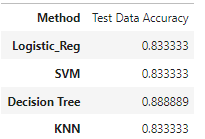 Method Test Data Accuracy
Logistic_Reg 0.833333
SVM 0.833333
Decision Tree 0.888889
KNN 0.833333